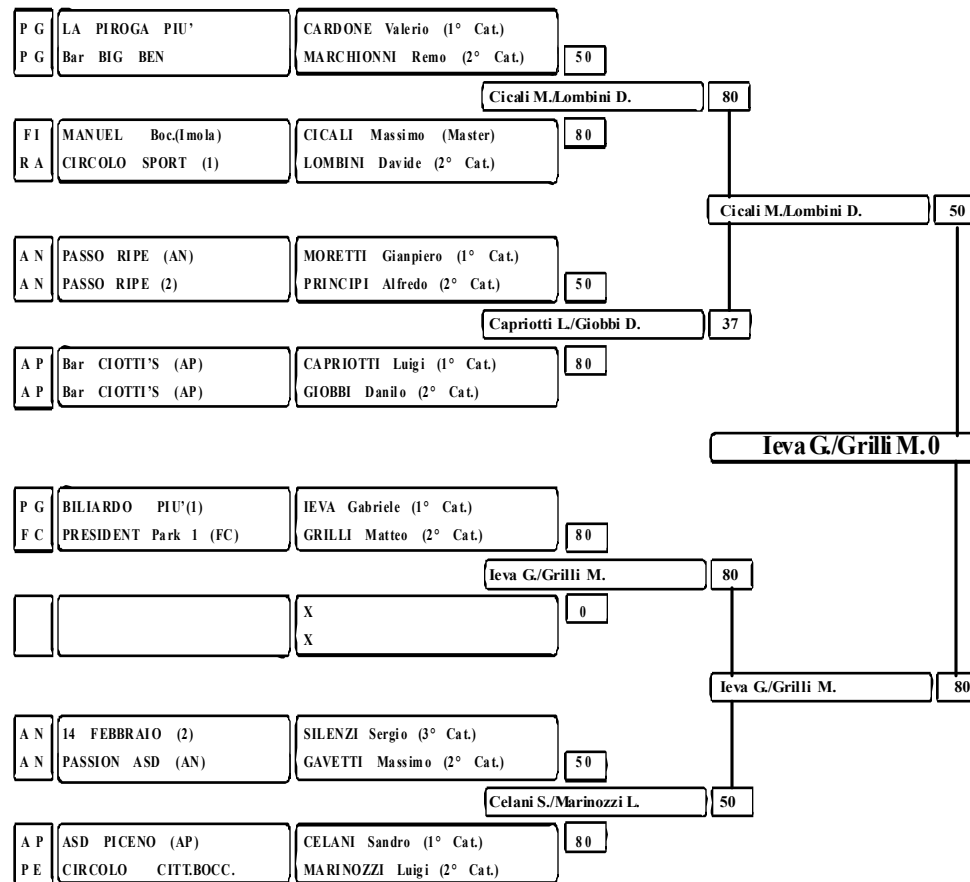 P G LA PIROGA PIU' CARDONE Valerio (1° Cat.)
P G Bar BIG BEN MARCHIONNI Remo (2° Cat.) 50
Cicali M./Lombini D. 80
F I MANUEL Boc.(Imola) CICALI Massimo (Master) 80
R A CIRCOLO SPORT (1) LOMBINI Davide (2° Cat.)
Cicali M./Lombini D. 50
A N PASSO RIPE (AN) MORETTI Gianpiero (1° Cat.)
A N PASSO RIPE (2) PRINCIPI Alfredo (2° Cat.) 50
Capriotti L./Giobbi D. 37
A P Bar CIOTTI'S (AP) CAPRIOTTI Luigi (1° Cat.) 80
A P Bar CIOTTI'S (AP) GIOBBI Danilo (2° Cat.)
Ieva G./Grilli M. 0
P G BILIARDO PIU'(1) IEVA Gabriele (1° Cat.)
F C PRESIDENT Park 1 (FC) GRILLI Matteo (2° Cat.) 80
Ieva G./Grilli M. 80
X 0
X
Ieva G./Grilli M. 80
A N 14 FEBBRAIO (2) SILENZI Sergio (3° Cat.)
A N PASSION ASD (AN) GAVETTI Massimo (2° Cat.) 50
Celani S./Marinozzi L. 50
A P ASD PICENO (AP) CELANI Sandro (1° Cat.) 80
P E CIRCOLO CITT.BOCC. MARINOZZI Luigi (2° Cat.)